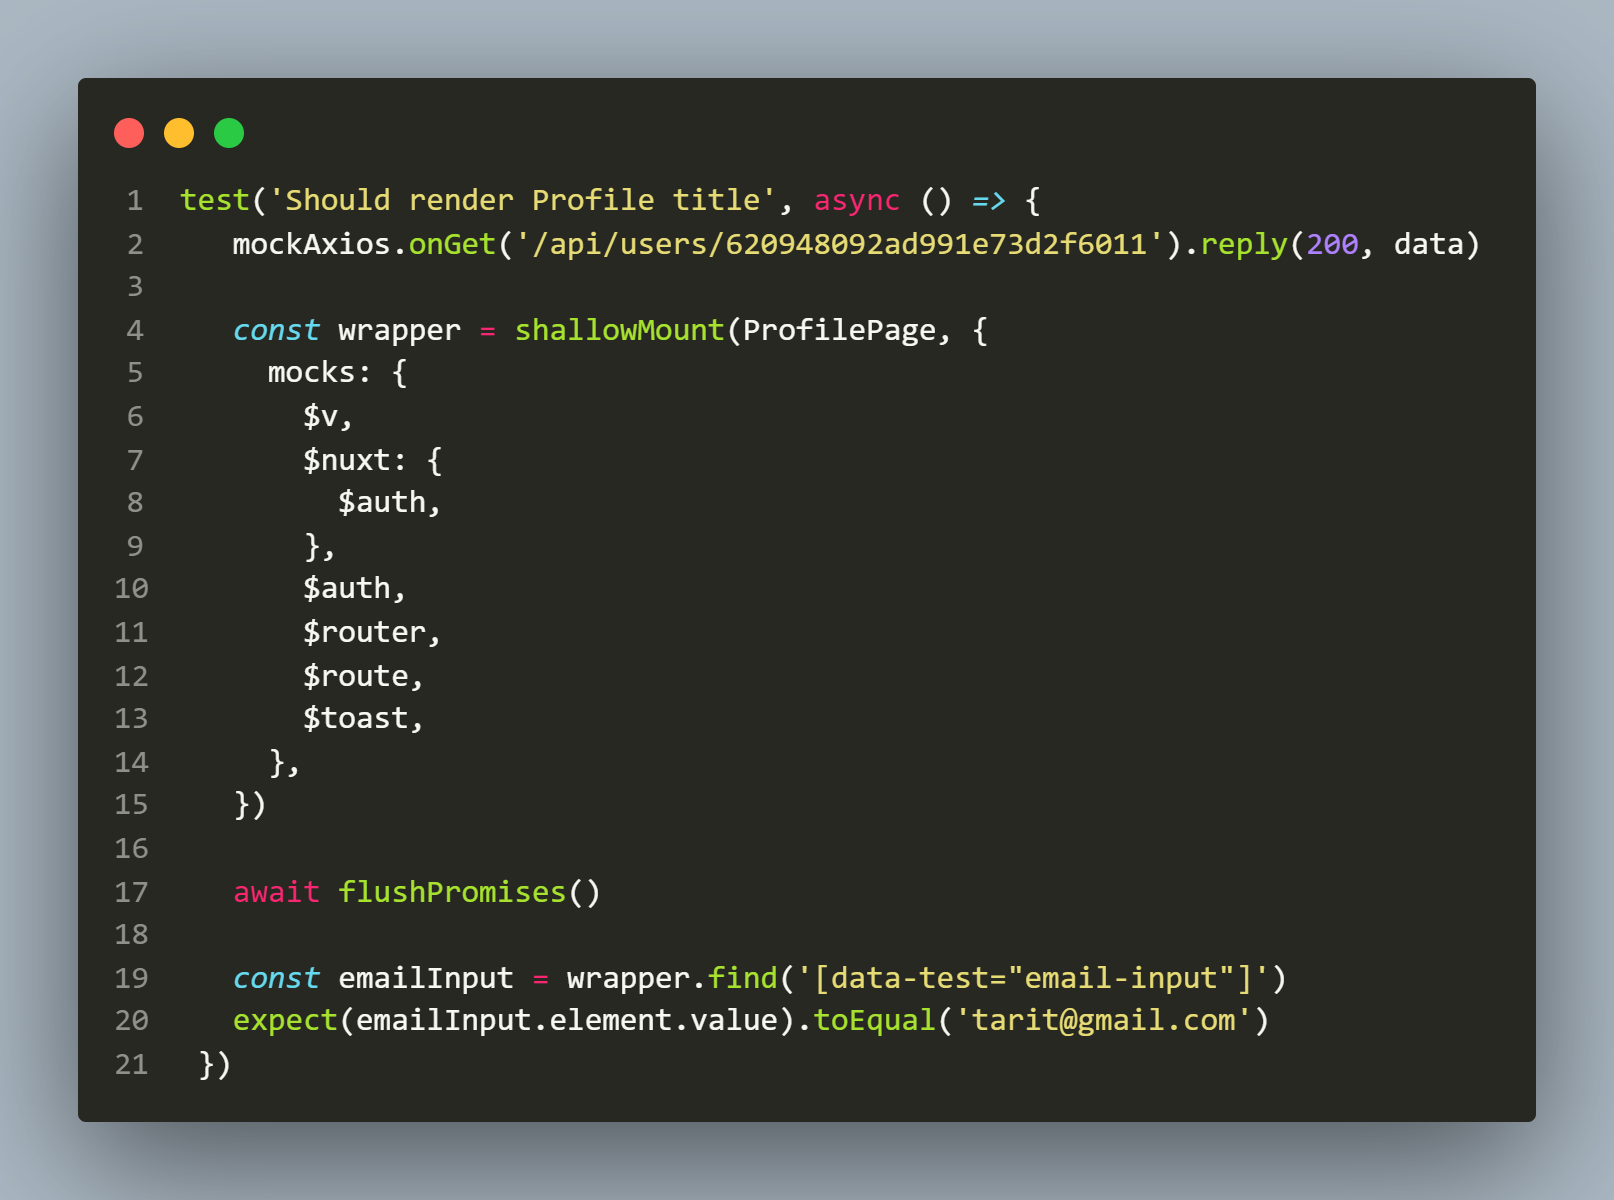 1 test('Should render Profile title', async () => {
2    mockAxios.onGet('/api/users/620948092ad991e73d2f6011').reply(200, data)
3
4    const wrapper = shallowMount(ProfilePage, {
5      mocks: {
6        $v,
7        $nuxt: {
8          $auth,
9        },
10        $auth,
11        $router,
12        $route,
13        $toast,
14      },
15    })
16
17    await flushPromises()
18
19    const emailInput = wrapper.find('[data-test="email-input"]')
20    expect(emailInput.element.value).toEqual('tarit@gmail.com')
21  })